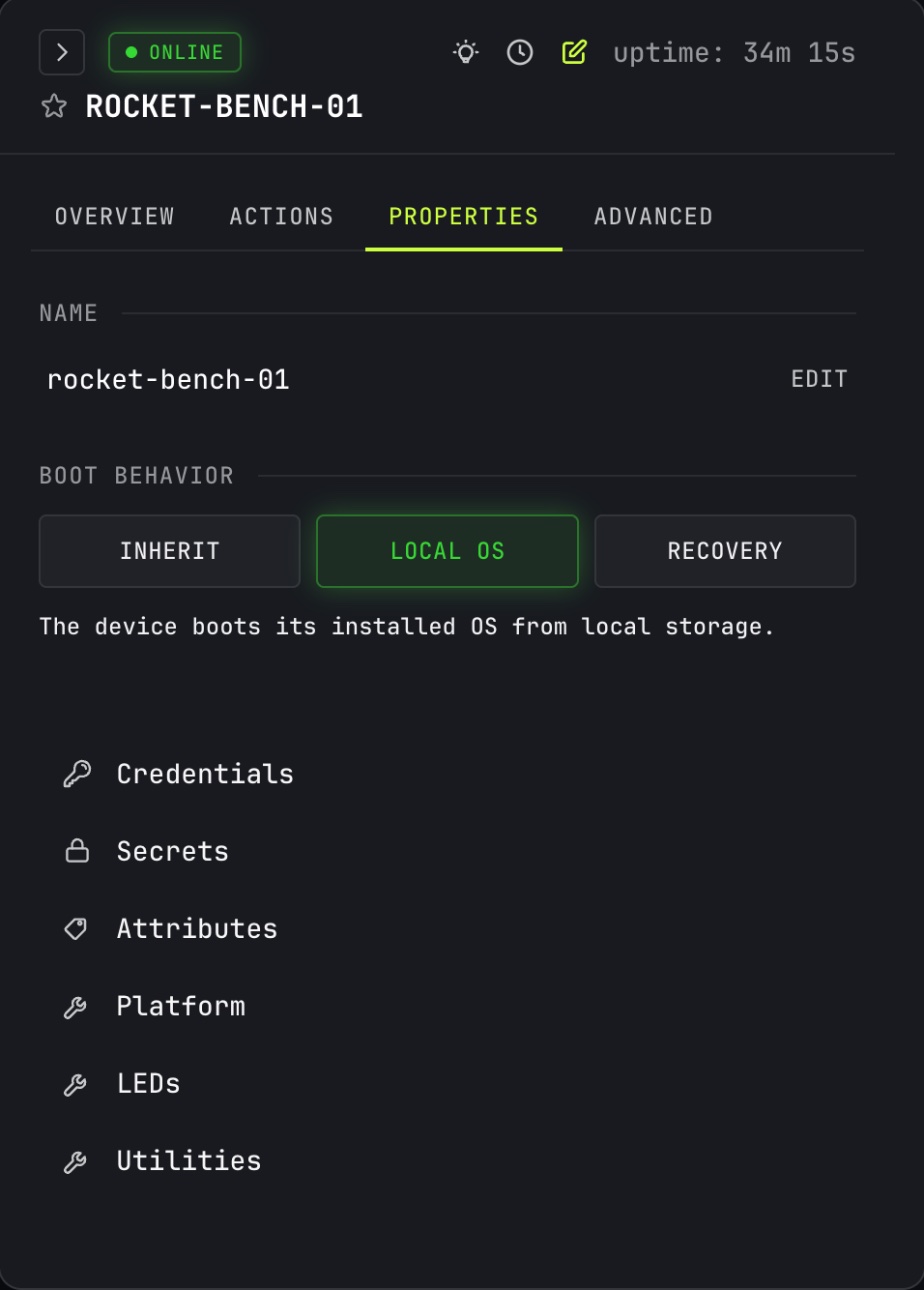 ONLINE
uptime: 34m 15s
ROCKET-BENCH-01
OVERVIEW ACTIONS PROPERTIES ADVANCED
NAME
rocket-bench-01 EDIT
BOOT BEHAVIOR
INHERIT LOCAL OS RECOVERY
The device boots its installed OS from local storage.
Credentials
Secrets
Attributes
Platform
LEDs
Utilities